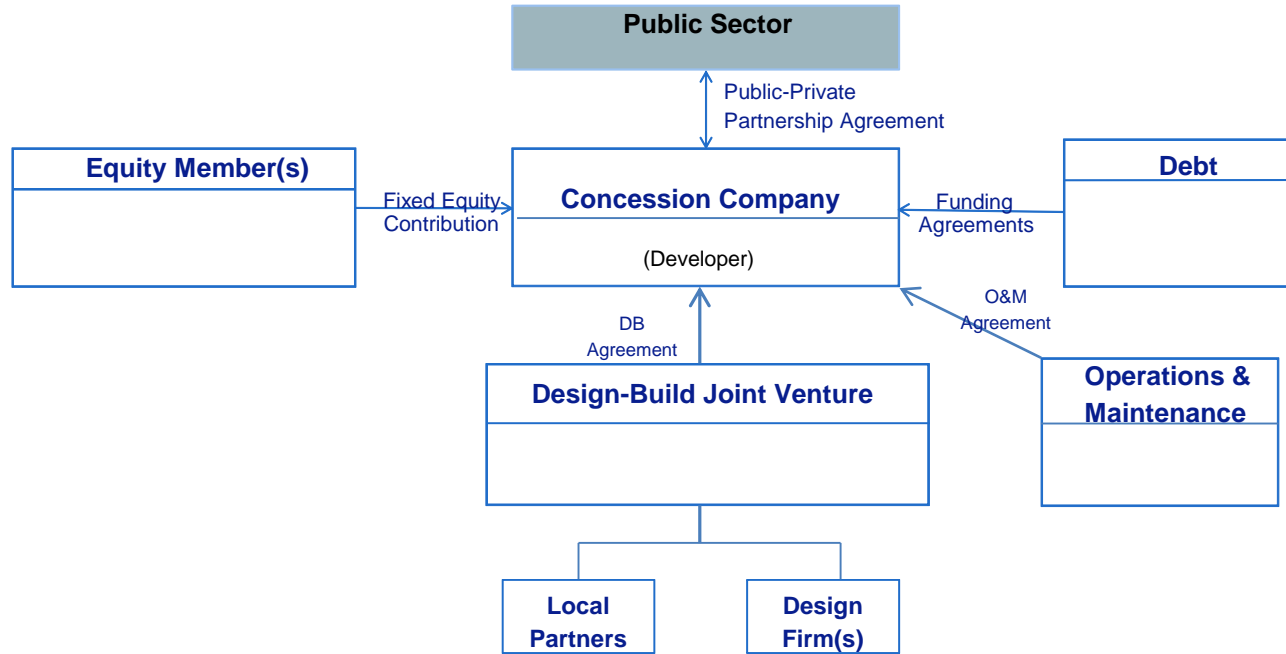 Public Sector
Public-Private
Partnership Agreement
Equity Member(s)
Fixed Equity
Contribution
Concession Company
(Developer)
Funding
Agreements
Debt
DB
Agreement
O&M
Agreement
Design-Build Joint Venture
Operations &
Maintenance
Local
Partners
Design
Firm(s)